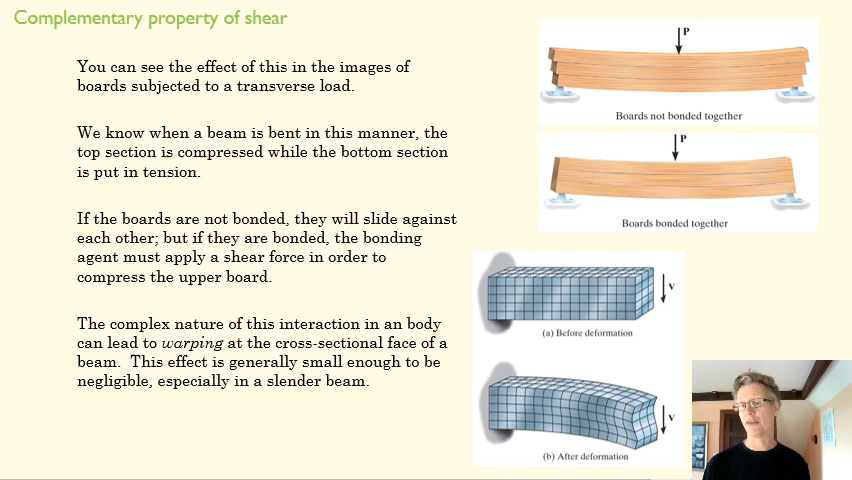 Complementary property of shear
You can see the effect of this in the images of
boards subjected to a transverse load.
We know when a beam is bent in this manner, the
top section is compressed while the bottom section
is put in tension.
If the boards are not bonded, they will slide against
each other; but if they are bonded, the bonding
agent must apply a shear force in order to
compress the upper board.
The complex nature of this interaction in an body
can lead to warping at the cross-sectional face of a
beam.  This effect is generally small enough to be
negligible, especially in a slender beam.
P
Boards not bonded together
P
Boards bonded together
V
(a) Before deformation
V
(b) After deformation